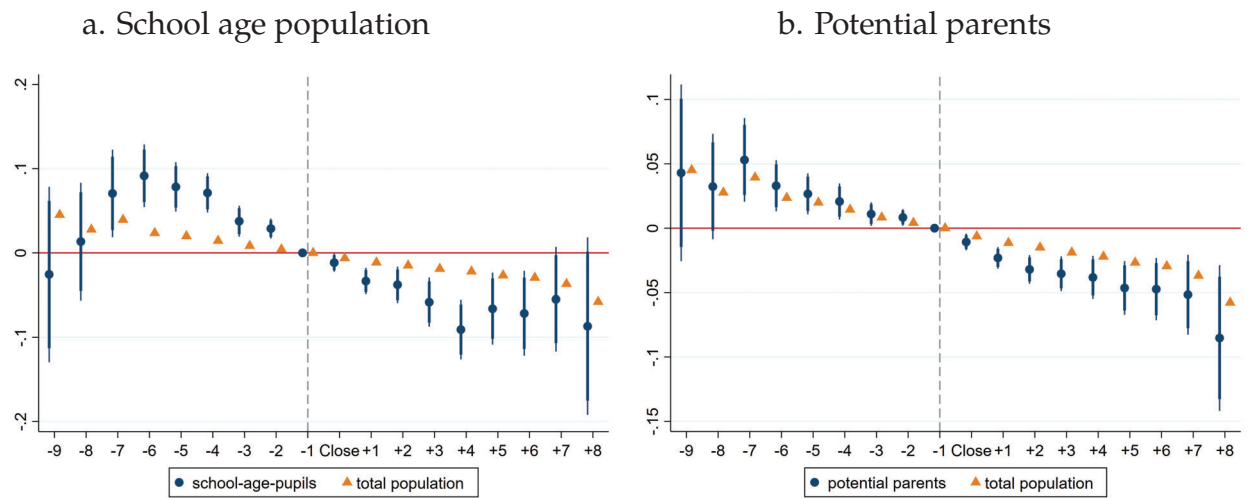 a. School age population
b. Potential parents
.2
.1
0
-.1
-.2
-9 -8 -7 -6 -5 -4 -3 -2 -1 Close +1 +2 +3 +4 +5 +6 +7 +8
school-age-pupils total population
.1
.05
0
-.05
-.1
-.15
-9 -8 -7 -6 -5 -4 -3 -2 -1 Close +1 +2 +3 +4 +5 +6 +7 +8
potential parents total population